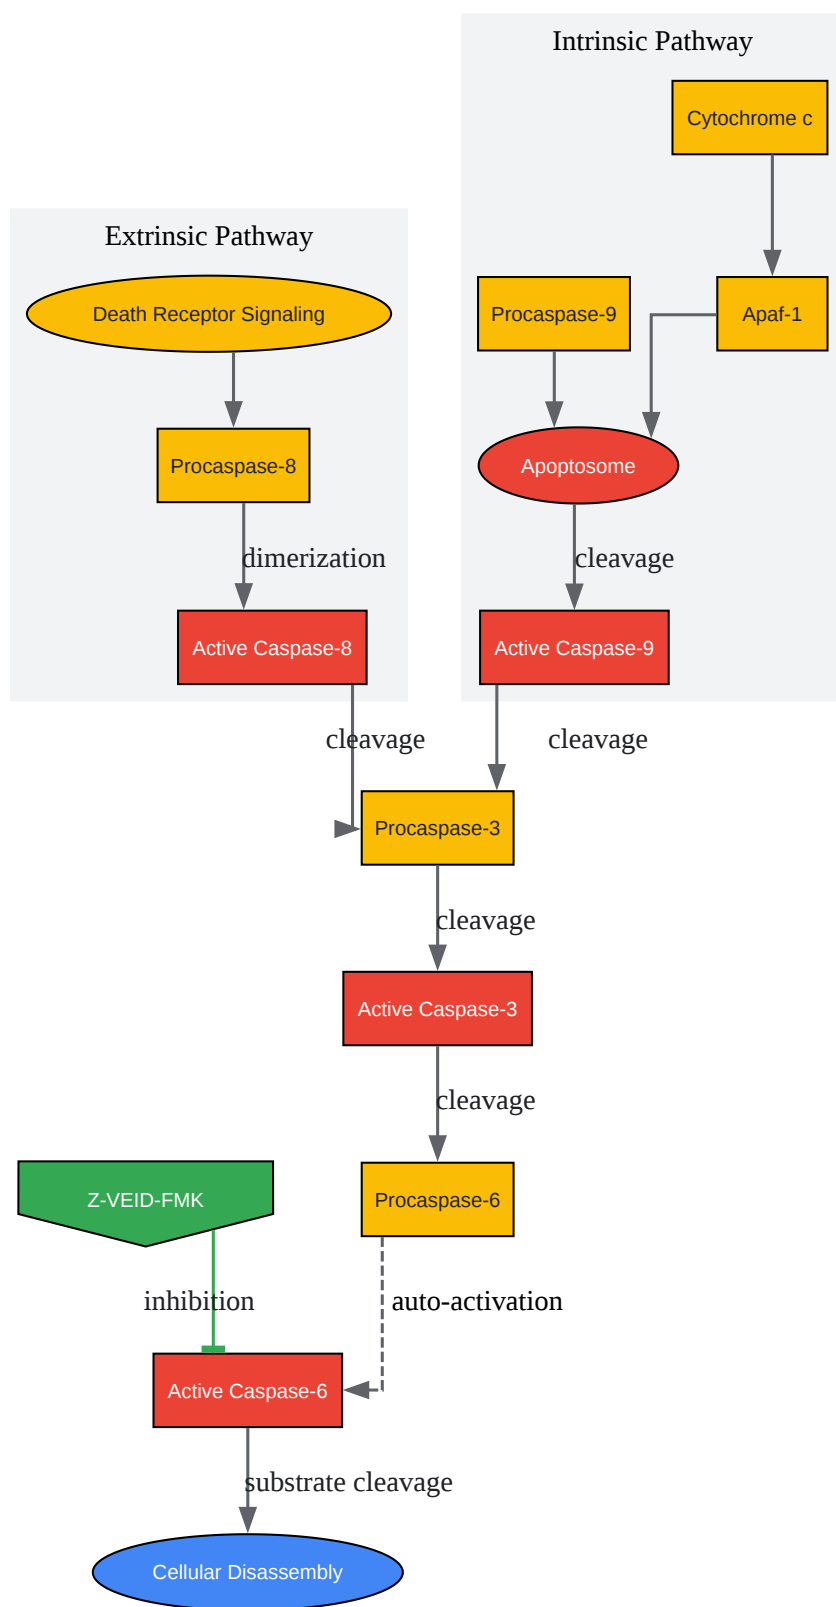 Intrinsic Pathway
Cytochrome c
Extrinsic Pathway
Death Receptor Signaling
Procaspase-9
Apaf-1
Procaspase-8
Apoptosome
dimerization
cleavage
Active Caspase-8
Active Caspase-9
cleavage
cleavage
Procaspase-3
cleavage
Active Caspase-3
cleavage
Z-VEID-FMK
Procaspase-6
inhibition
auto-activation
Active Caspase-6
substrate cleavage
Cellular Disassembly